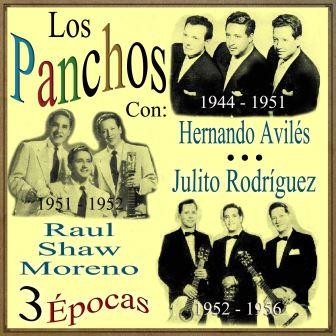 Los
Panchos
Con:
1944 - 1951
Hernando Avilés
...
Julito Rodríguez
1951 - 1952
Raul
Shaw
Moreno
3 Épocas
1952 - 1956